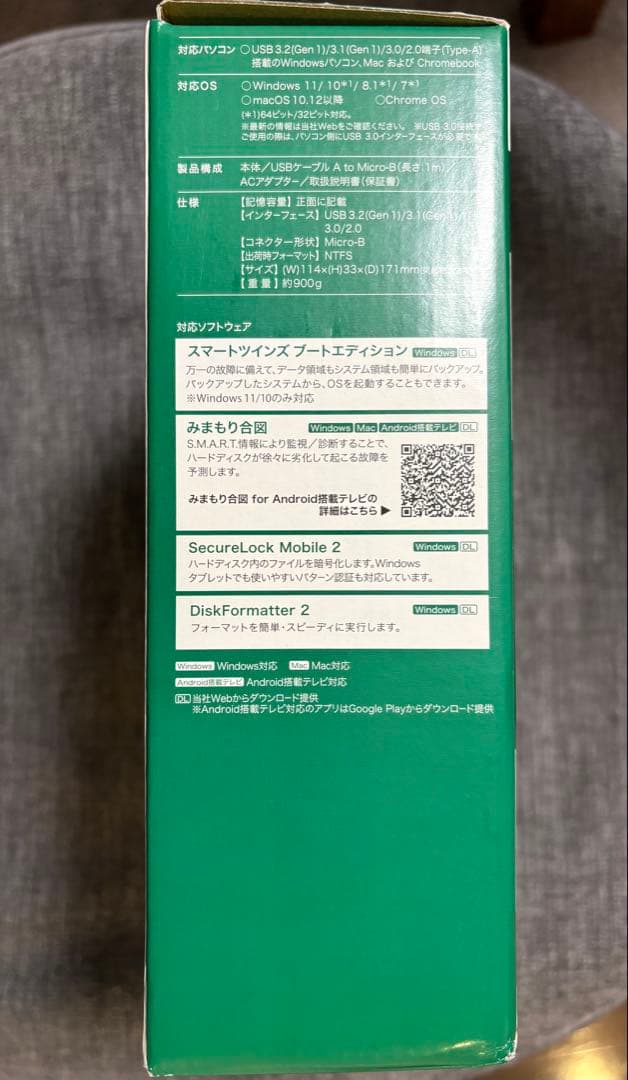 対応パソコン ○USB 3.2(Gen 1)/3.1(Gen 1)/3.0/2.0端子(Type-A)
搭載のWindowsパソコン、Mac および Chromebook
対応OS ○Windows 11/ 10*¹/ 8.1*¹/ 7*¹
○macOS 10.12以降 ○Chrome OS
(*1)64ビット/32ビット対応。
※最新の情報は当社Webをご確認ください。 ※USB 3.0接続で
ご使用の際は、パソコン側にUSB 3.0インターフェースが必要です
製品構成 本体/USBケーブル A to Micro-B(長さ:1m)/
ACアダプター/取扱説明書(保証書)
仕様 【記憶容量】正面に記載
【インターフェース】USB 3.2(Gen 1)/3.1(Gen 1)/
3.0/2.0
【コネクター形状】Micro-B
【出荷時フォーマット】NTFS
【サイズ】(W)114×(H)33×(D)171mm
【重量】約900g
対応ソフトウェア
スマートツインズ ブートエディション Windows DL
万一の故障に備えて、データ領域もシステム領域も簡単にバックアップ。
バックアップしたシステムから、OSを起動することもできます。
※Windows 11/10のみ対応
みまもり合図 Windows Mac Android搭載テレビ DL
S.M.A.R.T.情報により監視/診断することで、
ハードディスクが徐々に劣化して起こる故障を
予測します。
みまもり合図 for Android搭載テレビの
詳細はこちら ▶
SecureLock Mobile 2 Windows DL
ハードディスク内のファイルを暗号化します。Windows
タブレットでも使いやすいパターン認証も対応しています。
DiskFormatter 2 Windows DL
フォーマットを簡単・スピーディに実行します。
Windows Windows対応 Mac Mac対応
Android搭載テレビ Android搭載テレビ対応
DL 当社Webからダウンロード提供
※Android搭載テレビ対応のアプリはGoogle Playからダウンロード提供